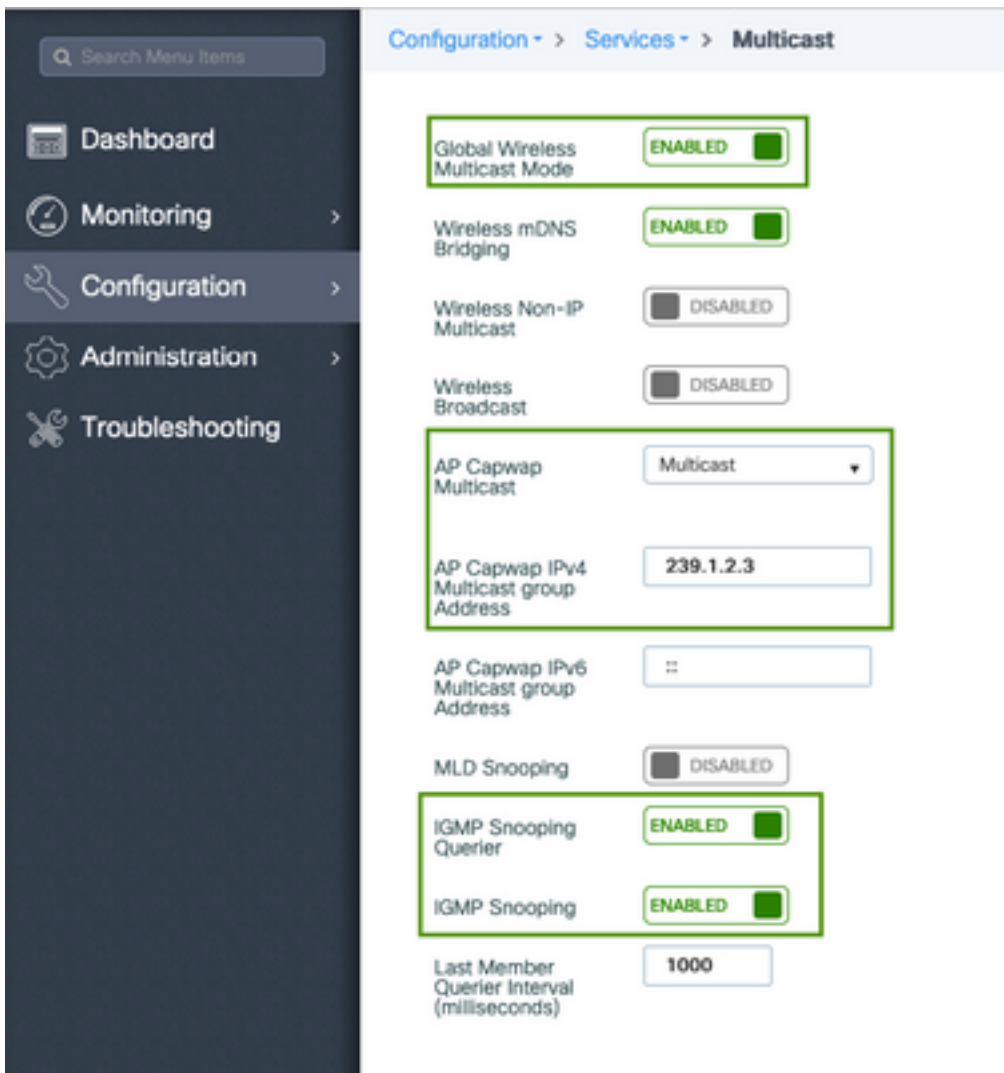 Search Menu Items
Dashboard
Monitoring
Configuration
Administration
Troubleshooting
Configuration > Services > Multicast
Global Wireless
Multicast Mode
ENABLED
Wireless mDNS
Bridging
ENABLED
Wireless Non-IP
Multicast
DISABLED
Wireless
Broadcast
DISABLED
AP Capwap
Multicast
Multicast
AP Capwap IPv4
Multicast group
Address
239.1.2.3
AP Capwap IPv6
Multicast group
Address
::
MLD Snooping
DISABLED
IGMP Snooping
Querier
ENABLED
IGMP Snooping
ENABLED
Last Member
Querier Interval
(milliseconds)
1000